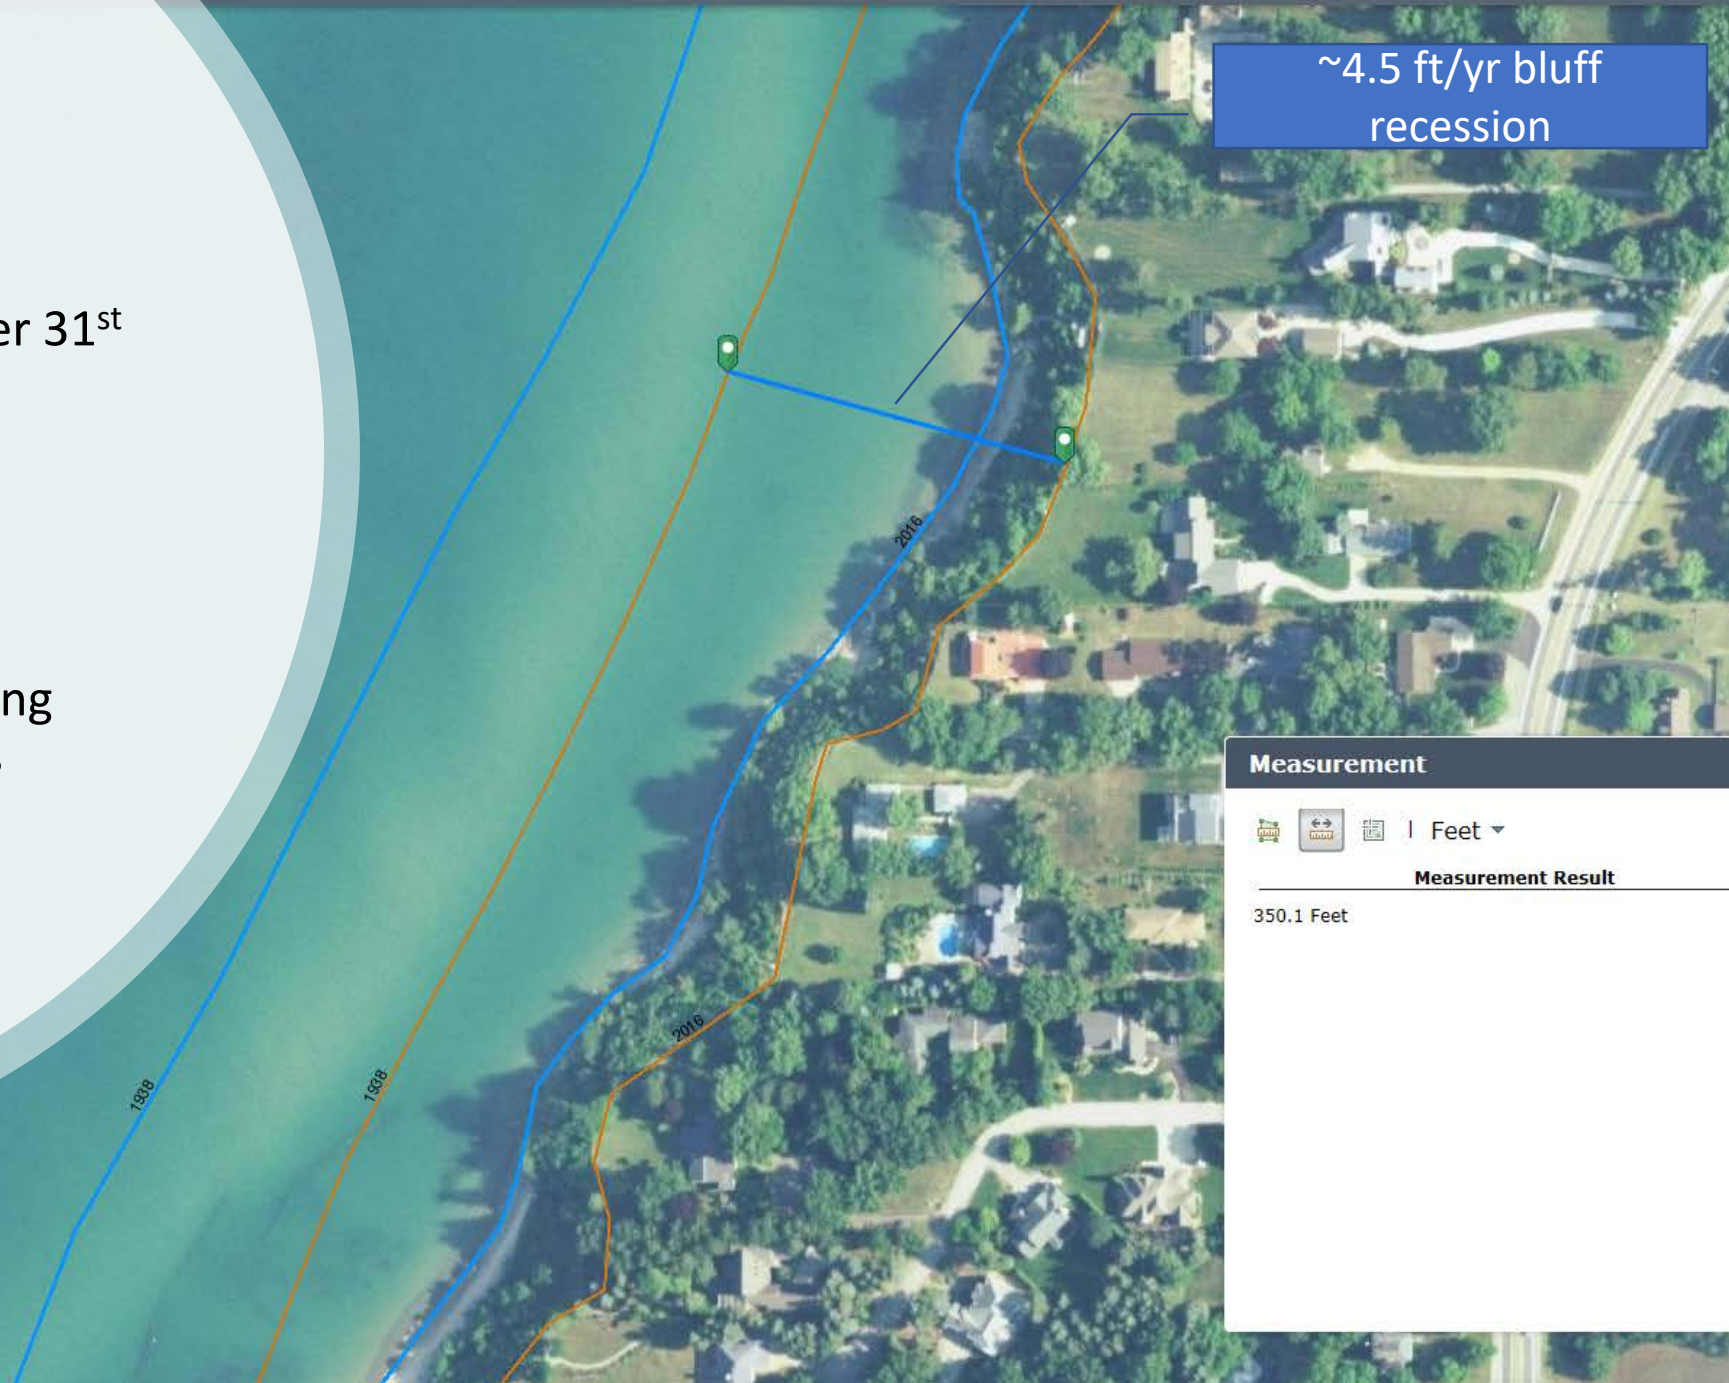 ~4.5 ft/yr bluff
recession
er 31st
2016
ng
Measurement
Feet
Measurement Result
350.1 Feet
2016
1938
1938